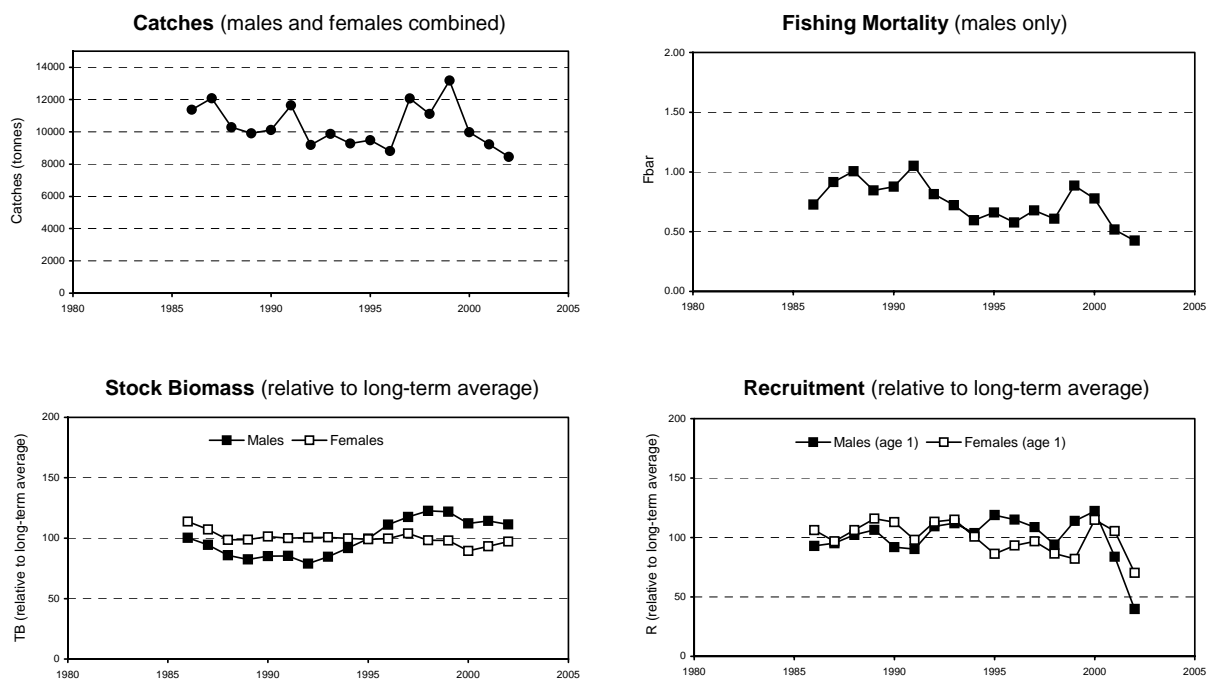 Catches (males and females combined)
14000
12000
10000
8000
6000
4000
2000
0
Catches (tonnes)
1980 1985 1990 1995 2000 2005
Fishing Mortality (males only)
2.00
1.50
1.00
0.50
0.00
Fbar
1980 1985 1990 1995 2000 2005
Stock Biomass (relative to long-term average)
200
150
100
50
0
TB (relative to long-term average)
Males Females
1980 1985 1990 1995 2000 2005
Recruitment (relative to long-term average)
200
150
100
50
0
R (relative to long-term average)
Males (age 1) Females (age 1)
1980 1985 1990 1995 2000 2005